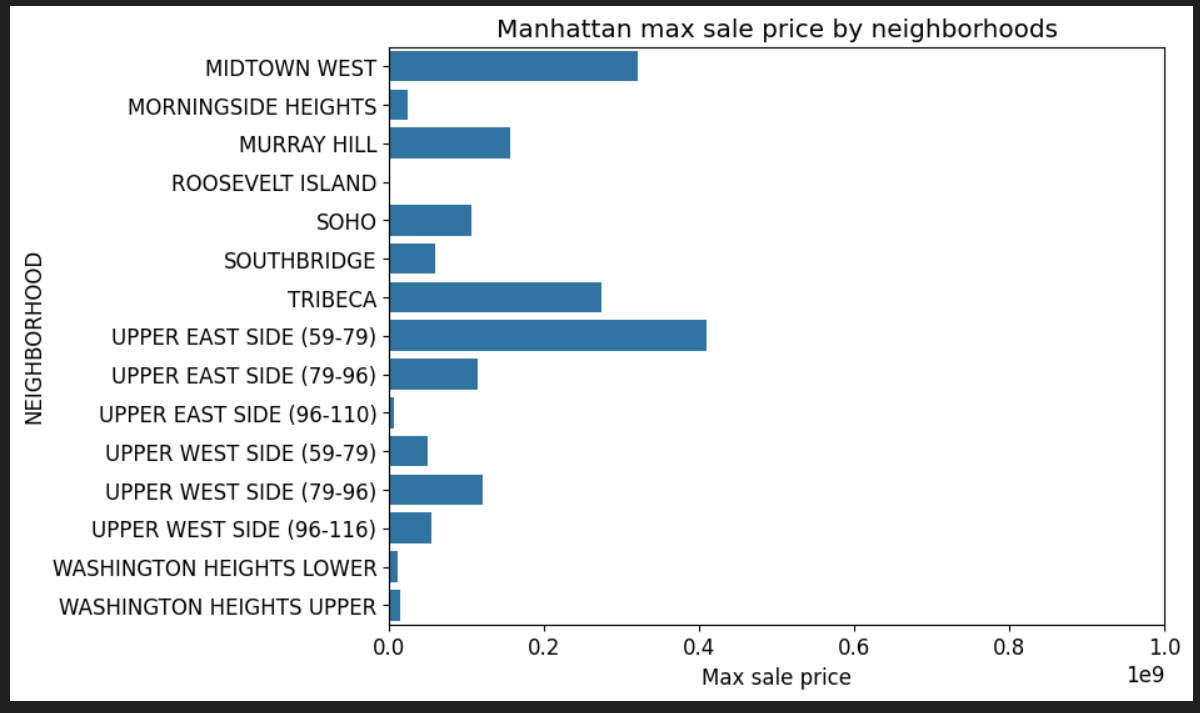 Manhattan max sale price by neighborhoods
NEIGHBORHOOD
MIDTOWN WEST
MORNINGSIDE HEIGHTS
MURRAY HILL
ROOSEVELT ISLAND
SOHO
SOUTHBRIDGE
TRIBECA
UPPER EAST SIDE (59-79)
UPPER EAST SIDE (79-96)
UPPER EAST SIDE (96-110)
UPPER WEST SIDE (59-79)
UPPER WEST SIDE (79-96)
UPPER WEST SIDE (96-116)
WASHINGTON HEIGHTS LOWER
WASHINGTON HEIGHTS UPPER
0.0 0.2 0.4 0.6 0.8 1.0
Max sale price
1e9